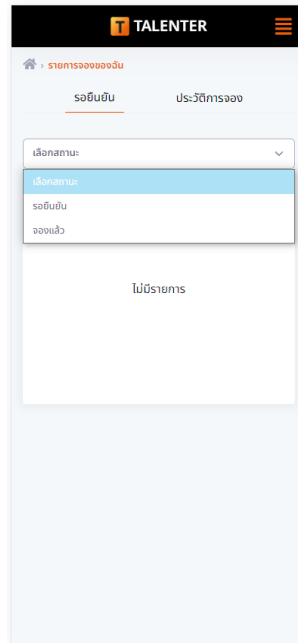 T TALENTER
› รายการจองของฉัน
รอยืนยัน ประวัติการจอง
เลือกสถานะ
เลือกสถานะ
รอยืนยัน
จองแล้ว
ไม่มีรายการ